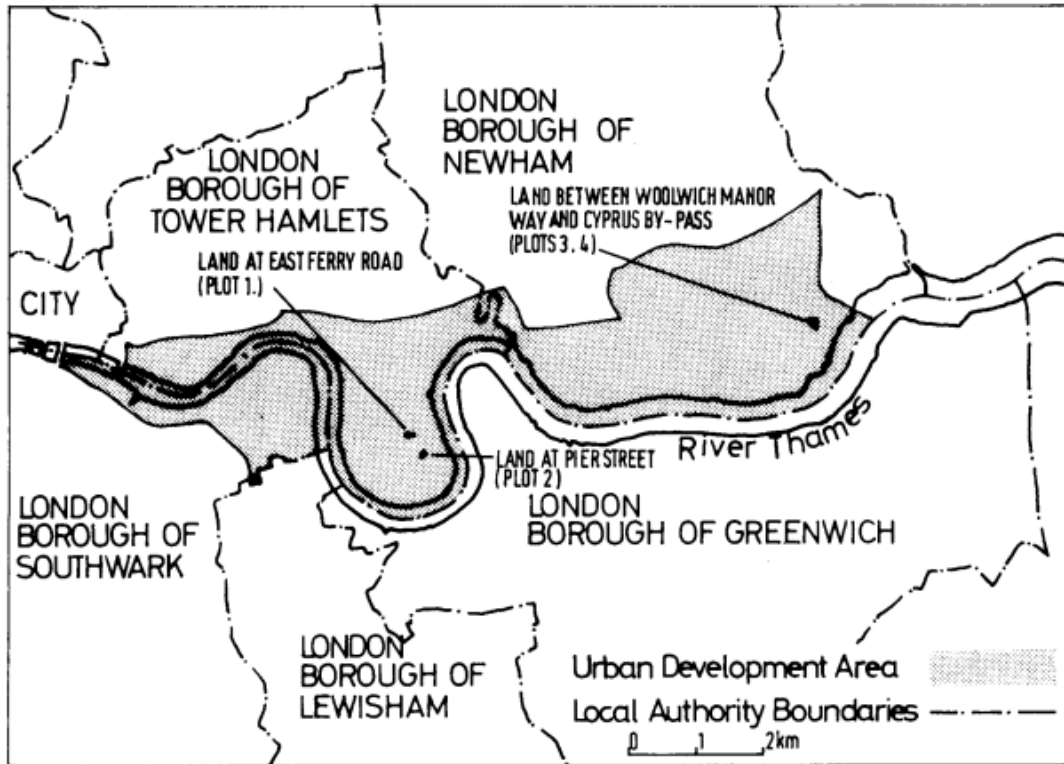 LONDON
BOROUGH OF
NEWHAM
LONDON
BOROUGH OF
TOWER HAMLETS
LAND BETWEEN WOOLWICH MANOR
WAY AND CYPRUS BY-PASS
(PLOTS 3. 4)
LAND AT EAST FERRY ROAD
(PLOT 1.)
CITY
River Thames
LAND AT PIER STREET
(PLOT 2)
LONDON
BOROUGH OF
SOUTHWARK
LONDON
BOROUGH OF GREENWICH
LONDON
BOROUGH OF
LEWISHAM
Urban Development Area
Local Authority Boundaries
0 1 2km